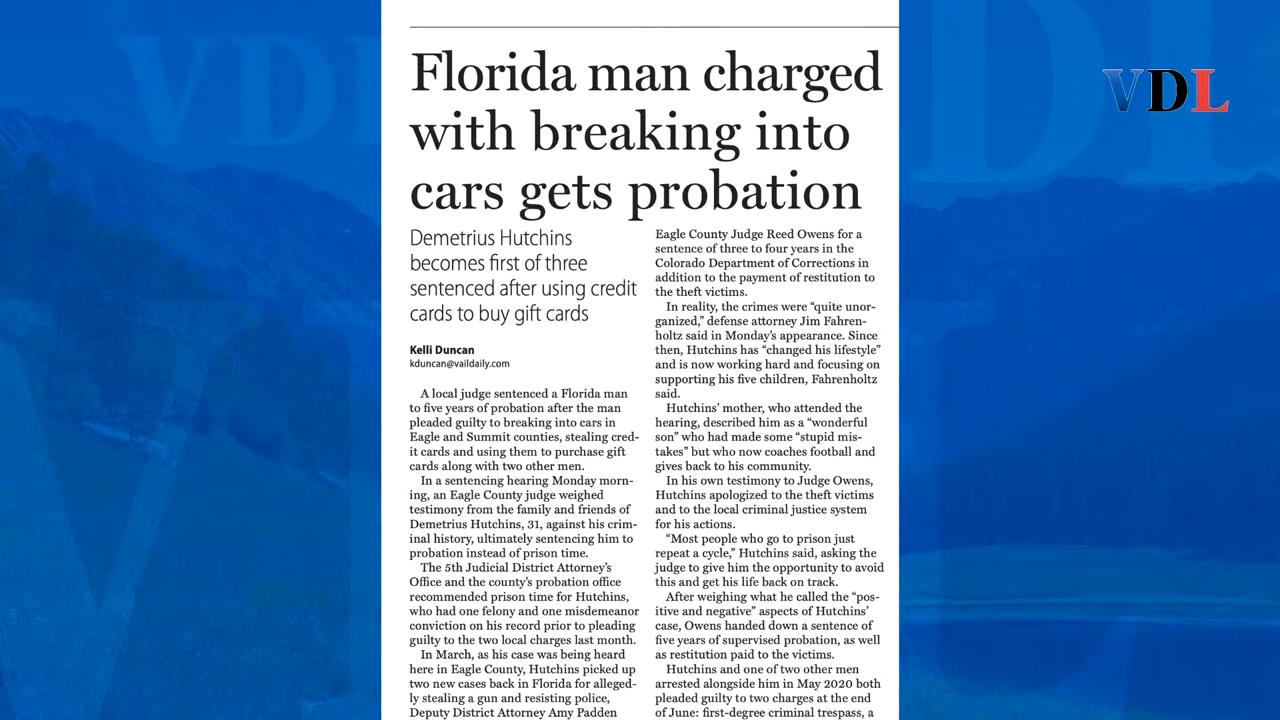 VDL
Florida man charged
with breaking into
cars gets probation
Demetrius Hutchins
becomes first of three
sentenced after using credit
cards to buy gift cards
Kelli Duncan
kduncan@vaildaily.com
A local judge sentenced a Florida man
to five years of probation after the man
pleaded guilty to breaking into cars in
Eagle and Summit counties, stealing cred-
it cards and using them to purchase gift
cards along with two other men.
In a sentencing hearing Monday morn-
ing, an Eagle County judge weighed
testimony from the family and friends of
Demetrius Hutchins, 31, against his crim-
inal history, ultimately sentencing him to
probation instead of prison time.
The 5th Judicial District Attorney’s
Office and the county’s probation office
recommended prison time for Hutchins,
who had one felony and one misdemeanor
conviction on his record prior to pleading
guilty to the two local charges last month.
In March, as his case was being heard
here in Eagle County, Hutchins picked up
two new cases back in Florida for alleged-
ly stealing a gun and resisting police,
Deputy District Attorney Amy Padden
Eagle County Judge Reed Owens for a
sentence of three to four years in the
Colorado Department of Corrections in
addition to the payment of restitution to
the theft victims.
In reality, the crimes were “quite unor-
ganized,” defense attorney Jim Fahren-
holtz said in Monday’s appearance. Since
then, Hutchins has “changed his lifestyle”
and is now working hard and focusing on
supporting his five children, Fahrenholtz
said.
Hutchins’ mother, who attended the
hearing, described him as a “wonderful
son” who had made some “stupid mis-
takes” but who now coaches football and
gives back to his community.
In his own testimony to Judge Owens,
Hutchins apologized to the theft victims
and to the local criminal justice system
for his actions.
“Most people who go to prison just
repeat a cycle,” Hutchins said, asking the
judge to give him the opportunity to avoid
this and get his life back on track.
After weighing what he called the “pos-
itive and negative” aspects of Hutchins’
case, Owens handed down a sentence of
five years of supervised probation, as well
as restitution paid to the victims.
Hutchins and one of two other men
arrested alongside him in May 2020 both
pleaded guilty to two charges at the end
of June: first-degree criminal trespass, a
VDL